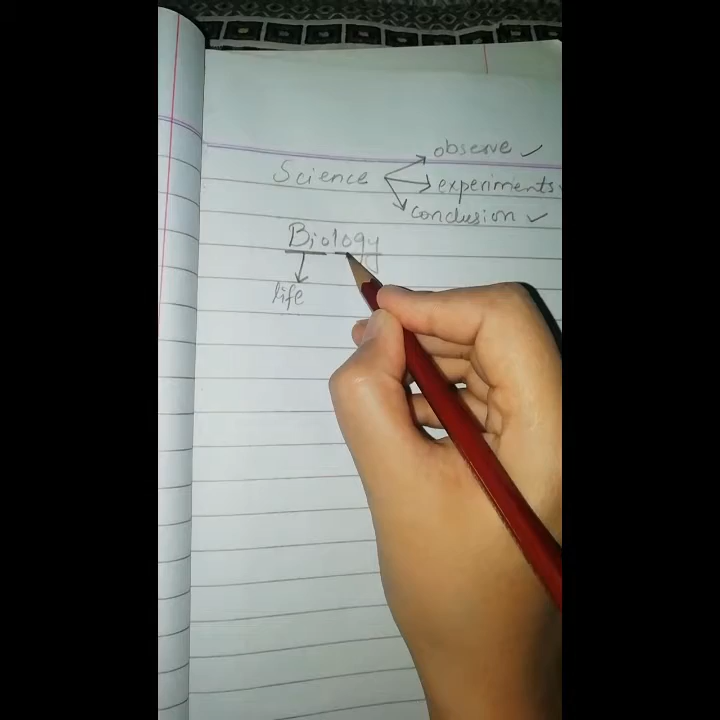 observe ✓
Science
experiments
conclusion ✓
Biology
life